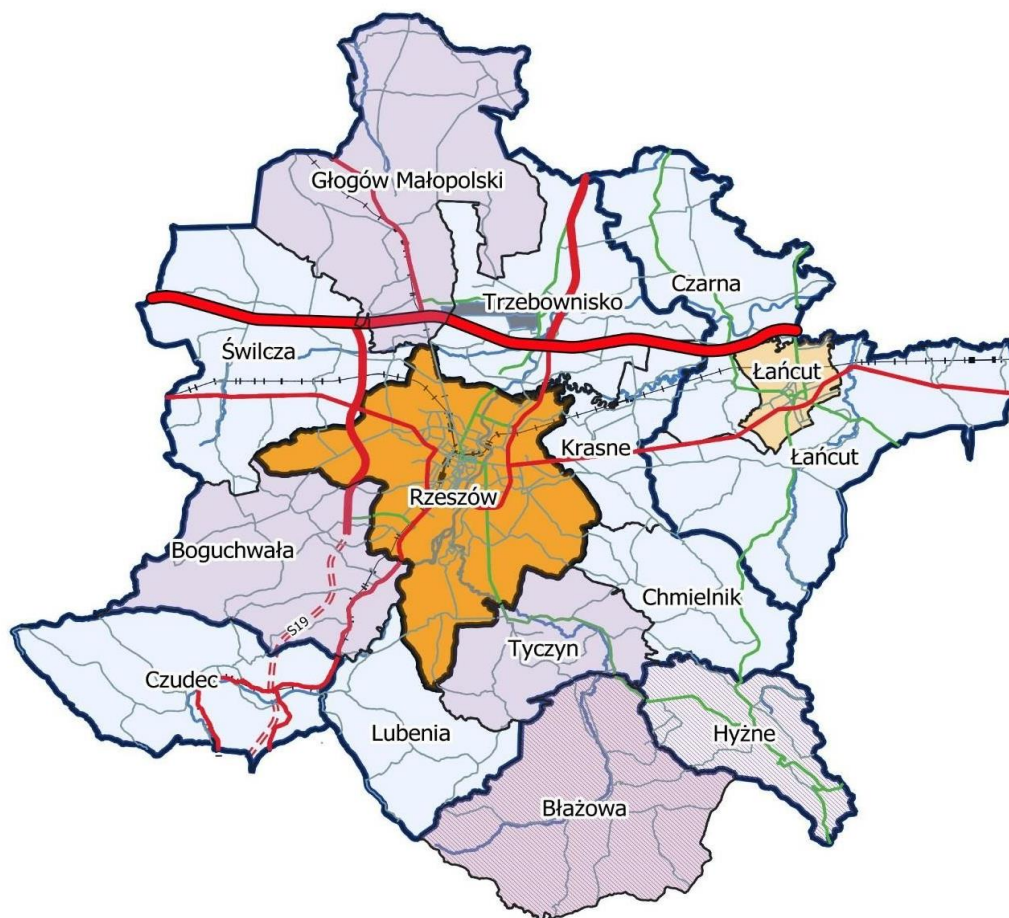 Głogów Małopolski
Czarna
Trzebownisko
Świlcza
Łańcut
Krasne
Łańcut
Rzeszów
Boguchwała
Chmielnik
S19
Tyczyn
Czudec
Lubenia
Hyżne
Błażowa